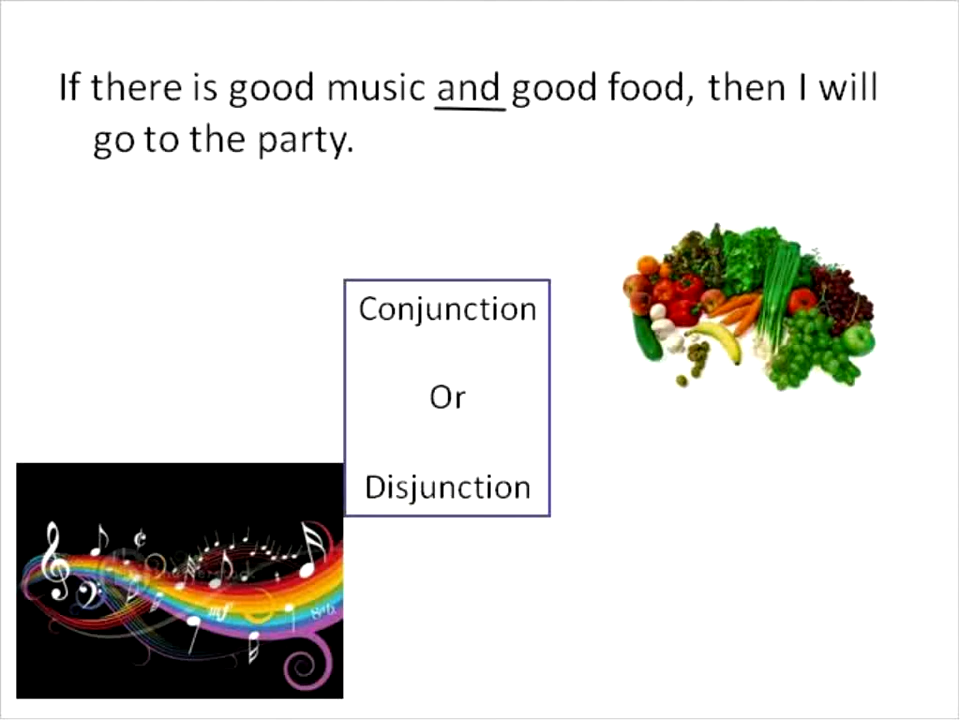 If there is good music and good food, then I will
go to the party.
Conjunction
Or
Disjunction